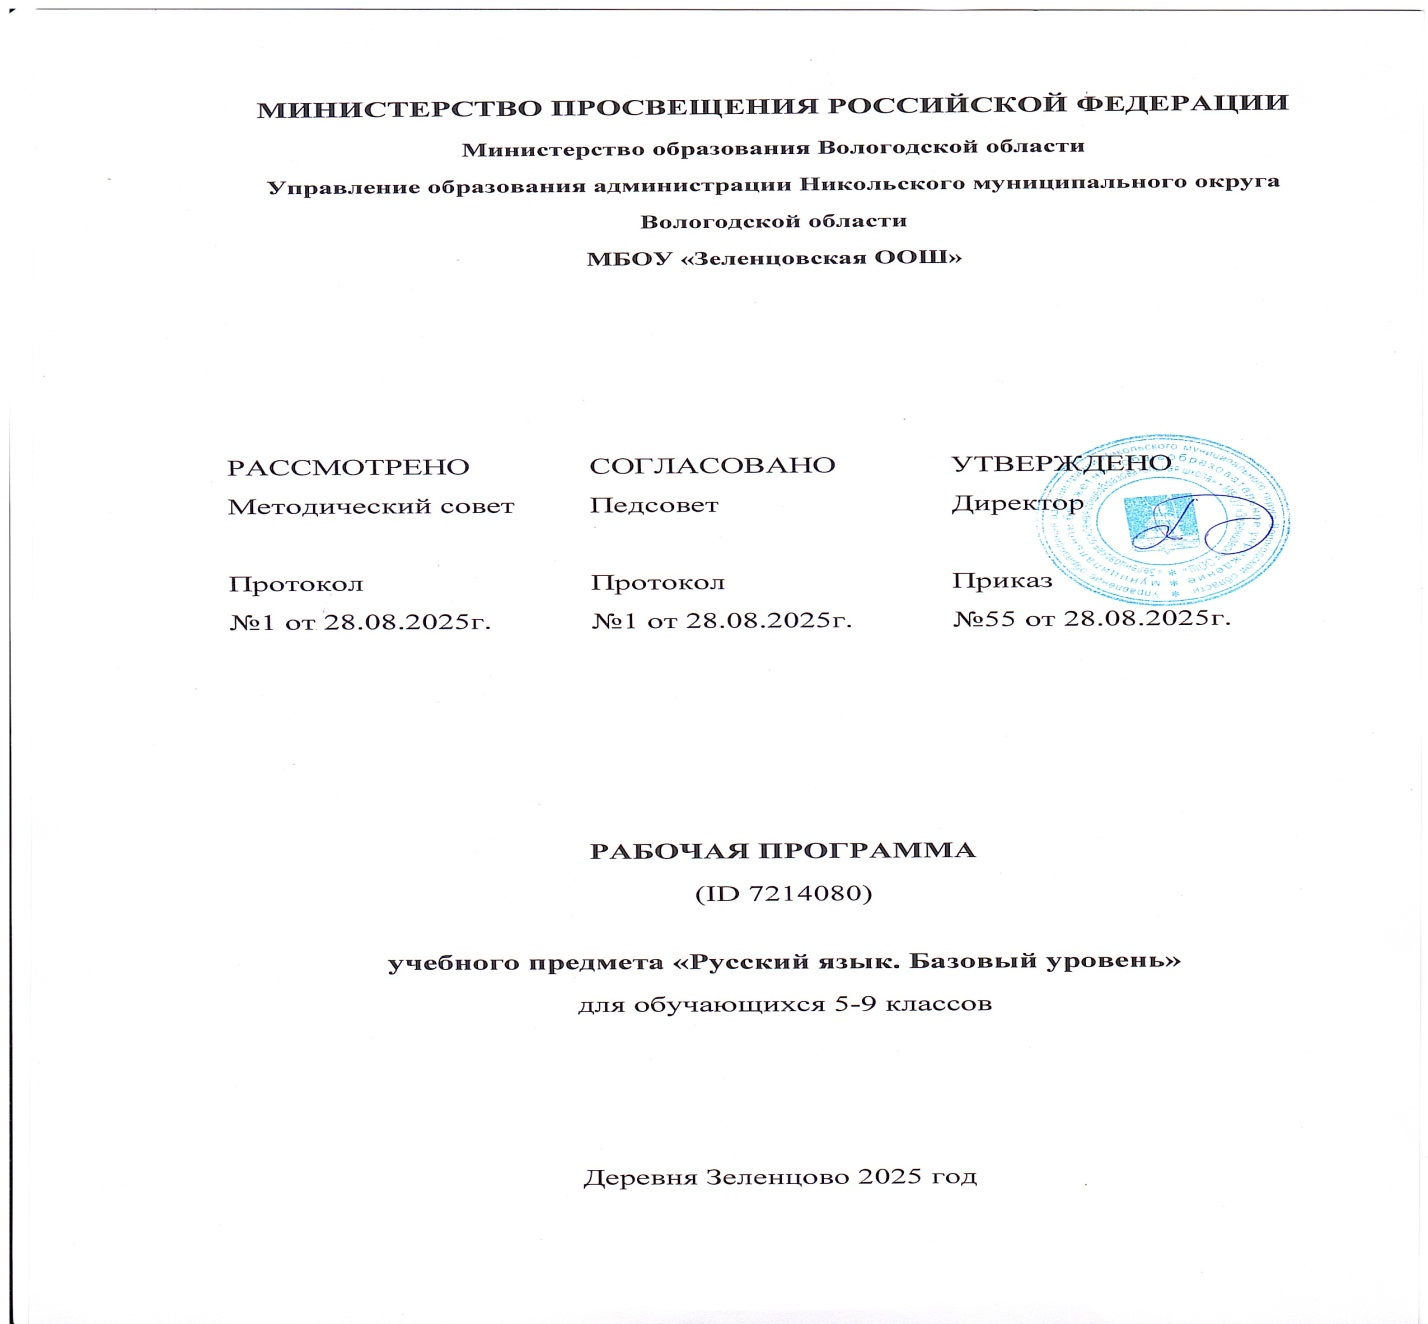 МИНИСТЕРСТВО ПРОСВЕЩЕНИЯ РОССИЙСКОЙ ФЕДЕРАЦИИ
Министерство образования Вологодской области
Управление образования администрации Никольского муниципального округа
Вологодской области
МБОУ «Зеленцовская ООШ»
РАССМОТРЕНО
Методический совет
Протокол
№1 от 28.08.2025г.
СОГЛАСОВАНО
Педсовет
Протокол
№1 от 28.08.2025г.
УТВЕРЖДЕНО
Директор
Приказ
№55 от 28.08.2025г.
РАБОЧАЯ ПРОГРАММА
(ID 7214080)
учебного предмета «Русский язык. Базовый уровень»
для обучающихся 5-9 классов
Деревня Зеленцово 2025 год